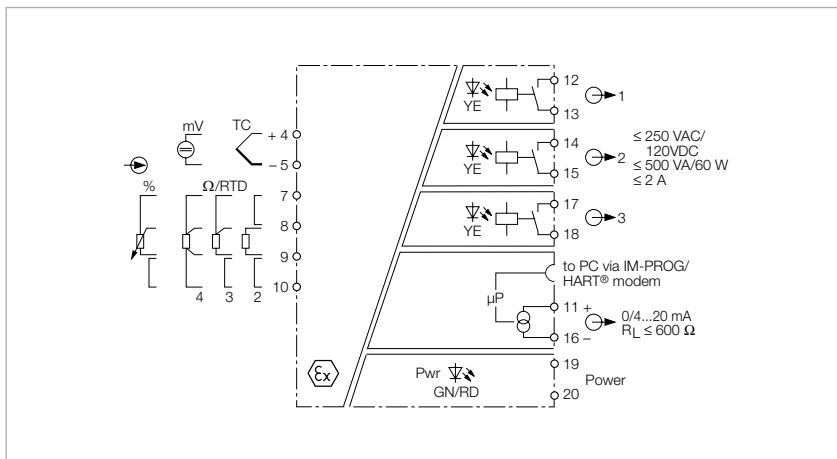 mV
TC
+ 4
– 5
%
Ω/RTD
7
8
9
10
4
3
2
YE
12
13
1
YE
14
15
2
≤ 250 VAC/
120VDC
≤ 500 VA/60 W
≤ 2 A
YE
17
18
3
to PC via IM-PROG/
HART® modem
µP
11 +
16 –
0/4...20 mA
RL ≤ 600 Ω
Ex
Pwr
GN/RD
19
20
Power